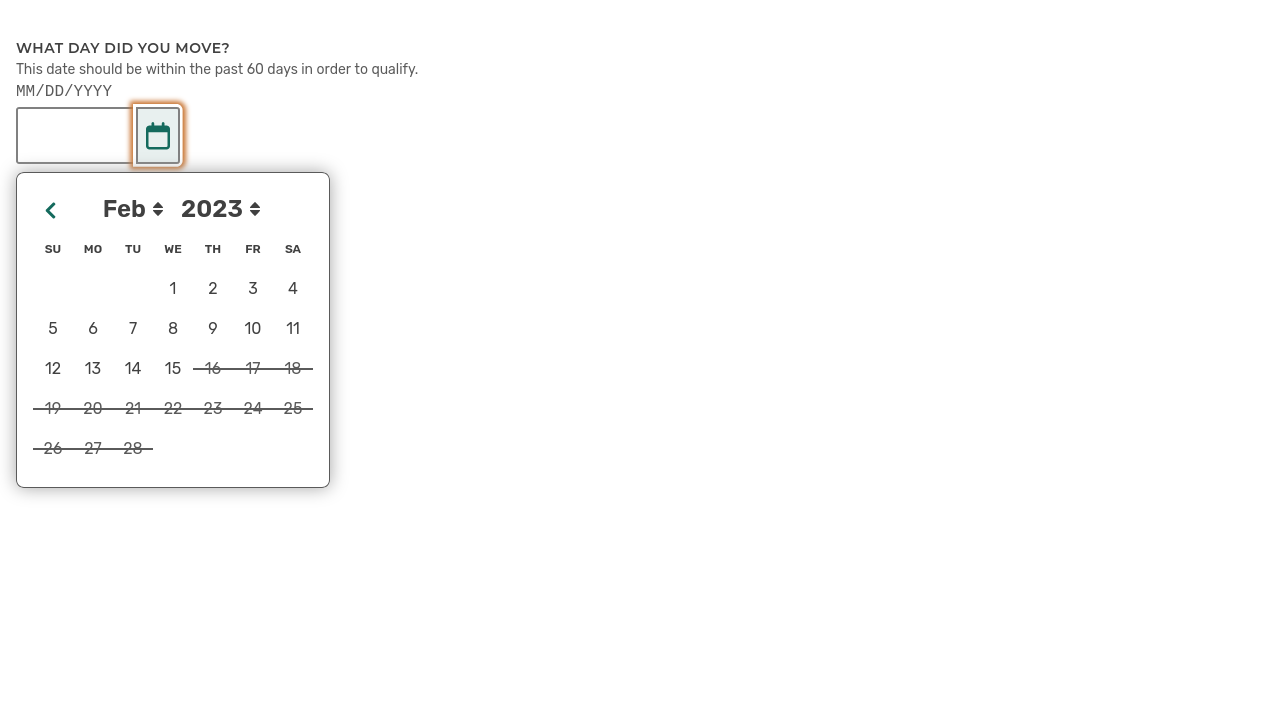 WHAT DAY DID YOU MOVE?
This date should be within the past 60 days in order to qualify.
MM/DD/YYYY
Feb 2023
SU MO TU WE TH FR SA
1 2 3 4
5 6 7 8 9 10 11
12 13 14 15 16 17 18
19 20 21 22 23 24 25
26 27 28